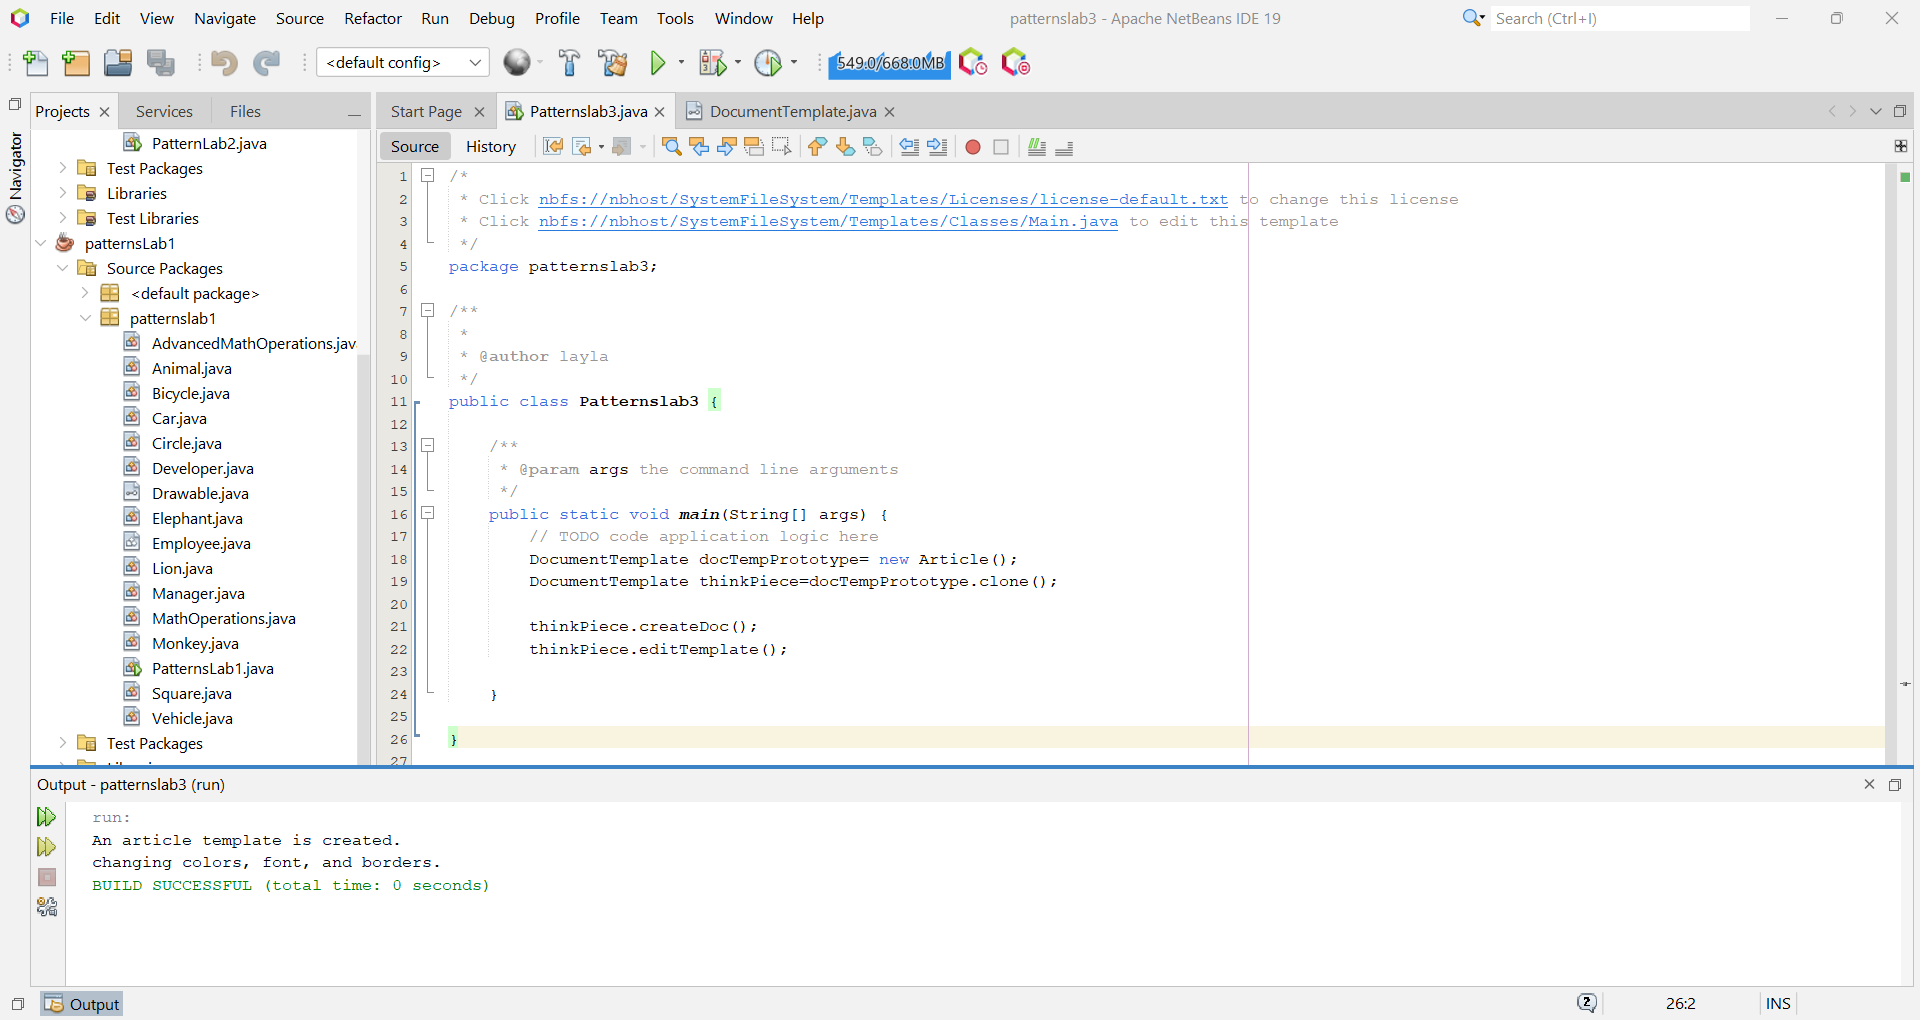 File Edit View Navigate Source Refactor Run Debug Profile Team Tools Window Help
patternslab3 - Apache NetBeans IDE 19
Search (Ctrl+I)
<default config>
549.0/668.0MB
Projects
Services
Files
Start Page
Patternslab3.java
DocumentTemplate.java
Navigator
Source
History
PatternLab2.java
Test Packages
Libraries
Test Libraries
patternsLab1
Source Packages
<default package>
patternslab1
AdvancedMathOperations.jav
Animal.java
Bicycle.java
Car.java
Circle.java
Developer.java
Drawable.java
Elephant.java
Employee.java
Lion.java
Manager.java
MathOperations.java
Monkey.java
PatternsLab1.java
Square.java
Vehicle.java
Test Packages
1 /*
2 * Click nbfs://nbhost/SystemFileSystem/Templates/Licenses/license-default.txt to change this license
3 * Click nbfs://nbhost/SystemFileSystem/Templates/Classes/Main.java to edit this template
4 */
5 package patternslab3;
6
7 /**
8 *
9 * @author layla
10 */
11 public class Patternslab3 {
12
13 /**
14 * @param args the command line arguments
15 */
16 public static void main(String[] args) {
17 // TODO code application logic here
18 DocumentTemplate docTempPrototype= new Article();
19 DocumentTemplate thinkPiece=docTempPrototype.clone();
20
21 thinkPiece.createDoc();
22 thinkPiece.editTemplate();
23
24 }
25
26 }
27
Output - patternslab3 (run)
run:
An article template is created.
changing colors, font, and borders.
BUILD SUCCESSFUL (total time: 0 seconds)
Output
2
26:2
INS